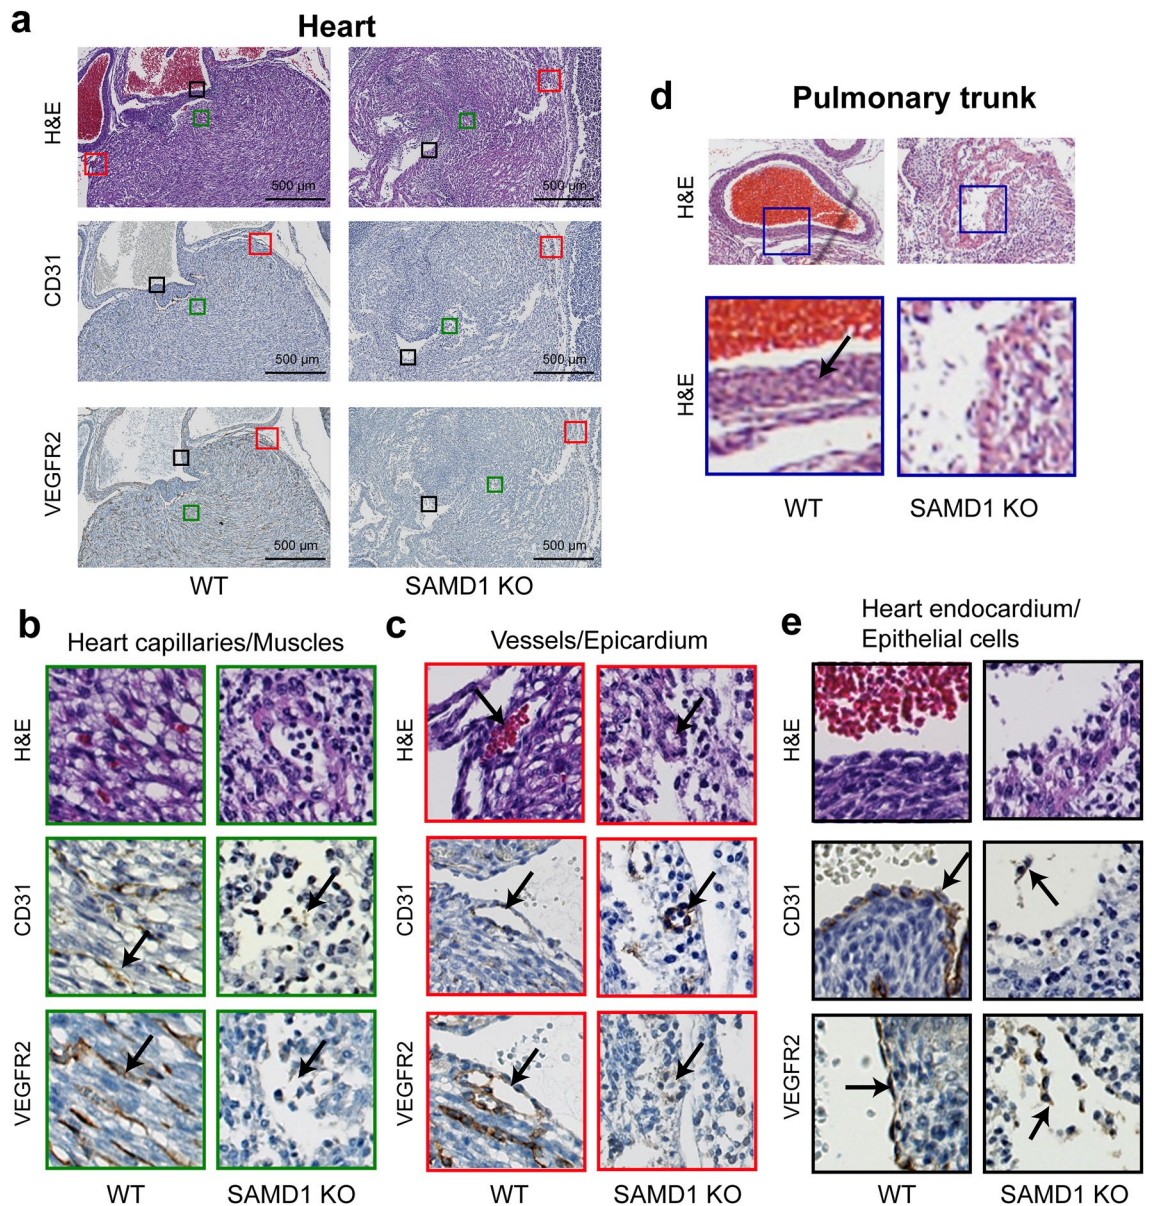 a
Heart
H&E
500 µm
500 µm
CD31
500 µm
500 µm
VEGFR2
500 µm
500 µm
WT
SAMD1 KO
d
Pulmonary trunk
H&E
H&E
WT
SAMD1 KO
b
Heart capillaries/Muscles
H&E
CD31
VEGFR2
WT
SAMD1 KO
c
Vessels/Epicardium
H&E
CD31
VEGFR2
WT
SAMD1 KO
e
Heart endocardium/
Epithelial cells
H&E
CD31
VEGFR2
WT
SAMD1 KO